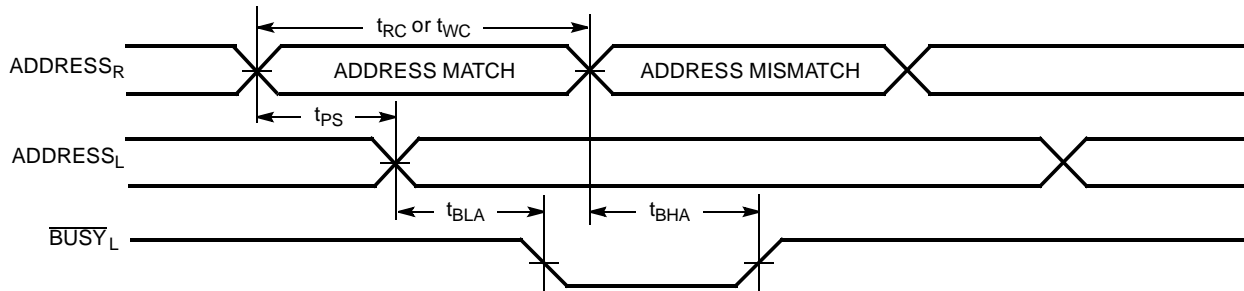 tRC or tWC
ADDRESSR
ADDRESS MATCH
ADDRESS MISMATCH
tPS
ADDRESSL
tBLA
tBHA
BUSYL